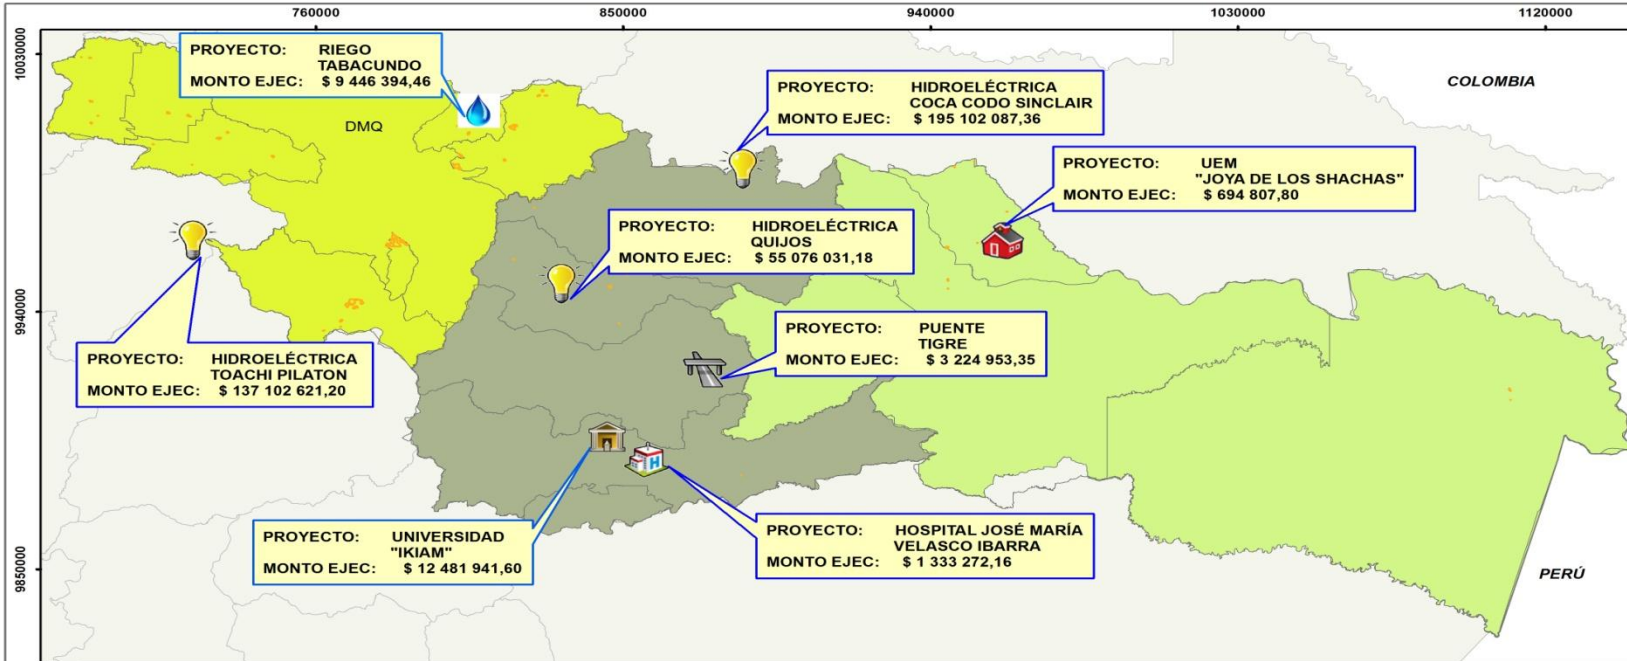 760000
850000
940000
1030000
1120000
10030000
9940000
9850000
PROYECTO: RIEGO
TABACUNDO
MONTO EJEC: $ 9 446 394,46
DMQ
PROYECTO: HIDROELÉCTRICA
COCA CODO SINCLAIR
MONTO EJEC: $ 195 102 087,36
COLOMBIA
PROYECTO: UEM
"JOYA DE LOS SHACHAS"
MONTO EJEC: $ 694 807,80
PROYECTO: HIDROELÉCTRICA
QUIJOS
MONTO EJEC: $ 55 076 031,18
PROYECTO: HIDROELÉCTRICA
TOACHI PILATON
MONTO EJEC: $ 137 102 621,20
PROYECTO: PUENTE
TIGRE
MONTO EJEC: $ 3 224 953,35
H
PROYECTO: UNIVERSIDAD
"IKIAM"
MONTO EJEC: $ 12 481 941,60
PROYECTO: HOSPITAL JOSÉ MARÍA
VELASCO IBARRA
MONTO EJEC: $ 1 333 272,16
PERÚ